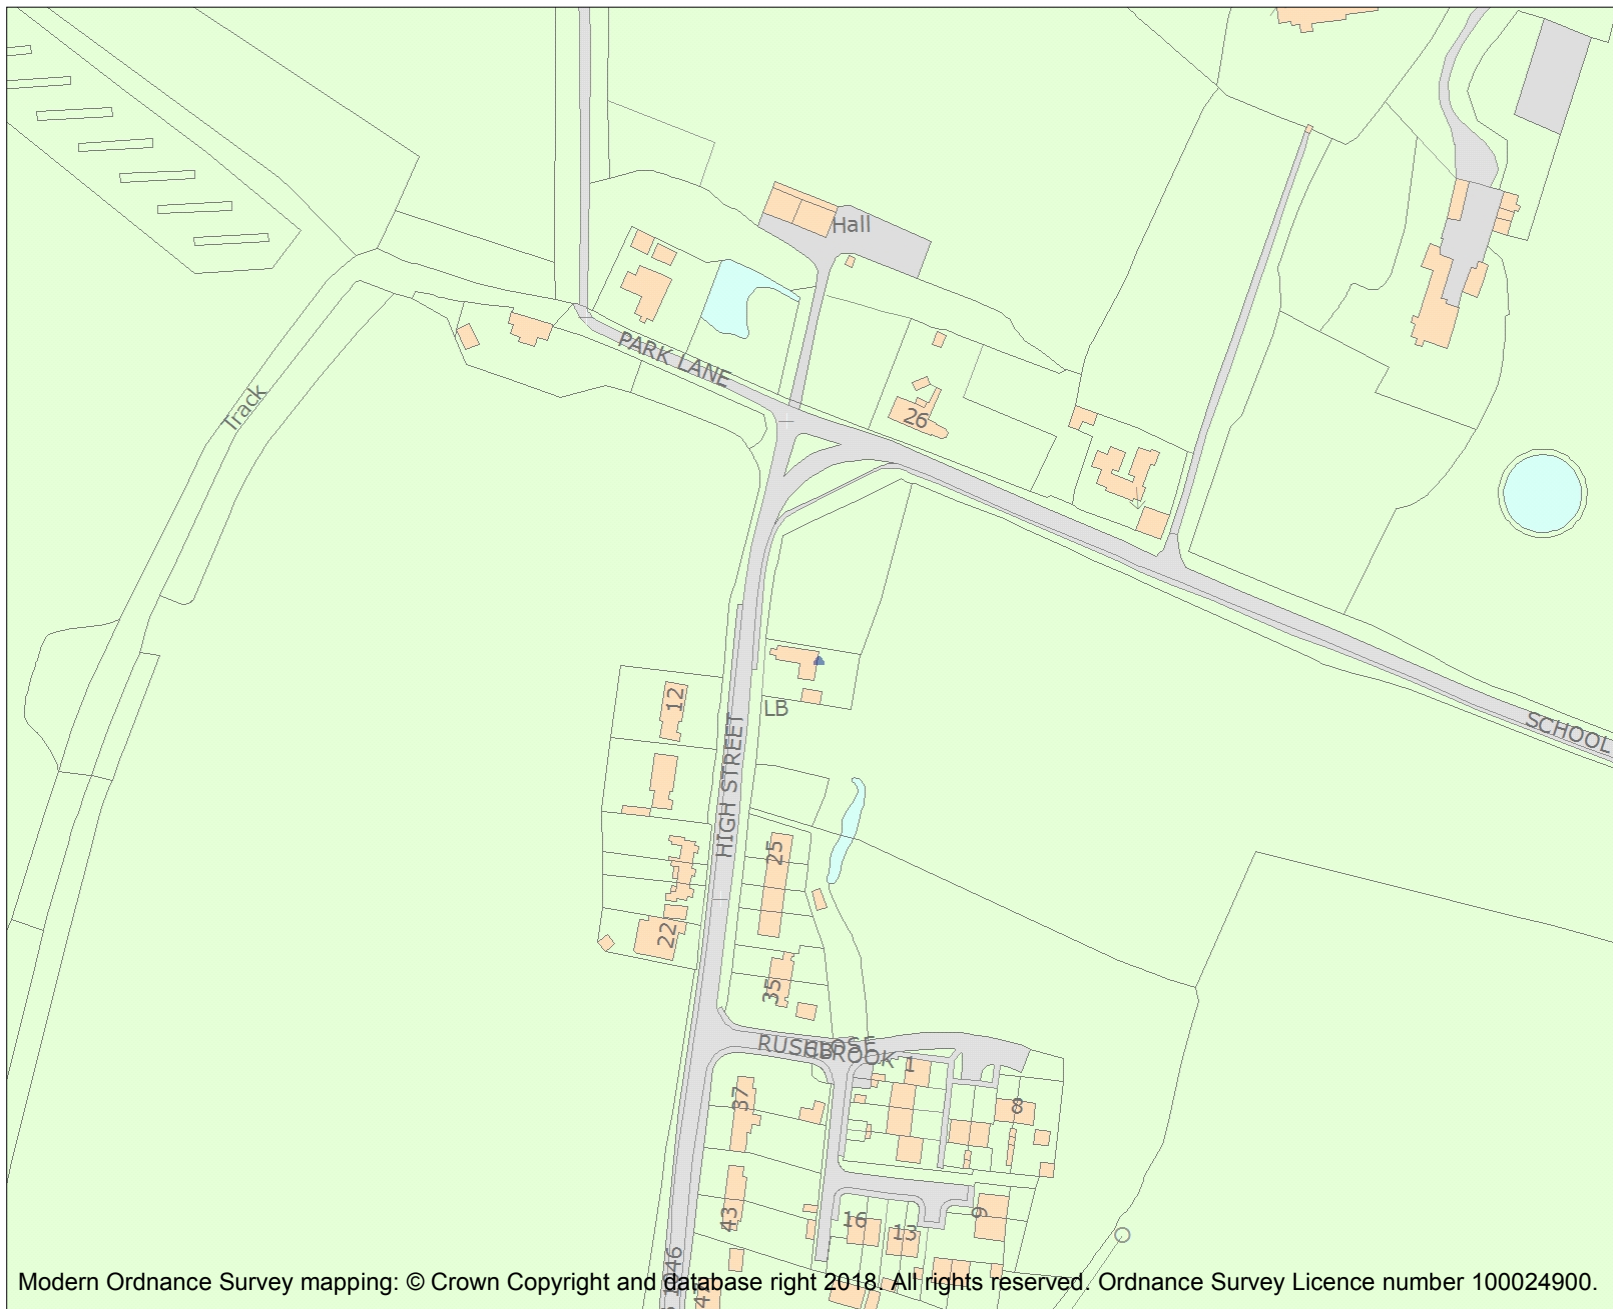 Hall
PARK LANE
Track
26
SCHOOL
12
LB
HIGH STREET
25
22
35
RUSHBROOK
CLOSE
1
37
8
43
16
13
9
Modern Ordnance Survey mapping: © Crown Copyright and database right 2018. All rights reserved. Ordnance Survey Licence number 100024900.